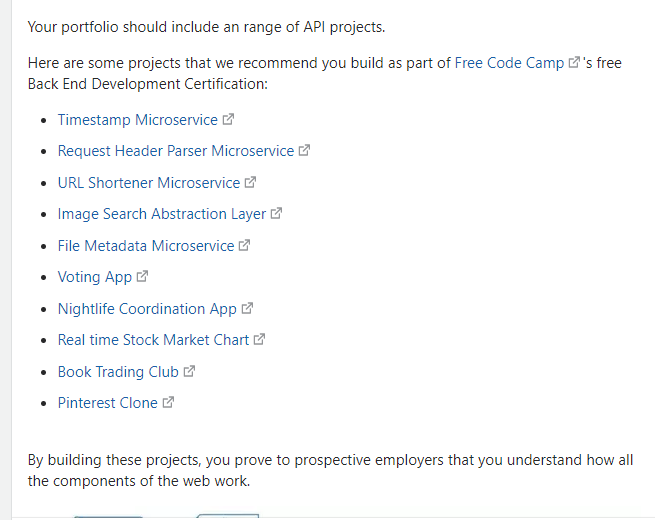 Your portfolio should include an range of API projects.
Here are some projects that we recommend you build as part of Free Code Camp 's free
Back End Development Certification:
Timestamp Microservice
Request Header Parser Microservice
URL Shortener Microservice
Image Search Abstraction Layer
File Metadata Microservice
Voting App
Nightlife Coordination App
Real time Stock Market Chart
Book Trading Club
Pinterest Clone
By building these projects, you prove to prospective employers that you understand how all
the components of the web work.